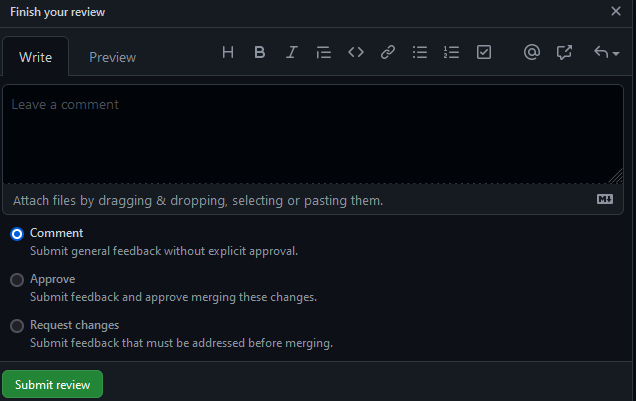 Finish your review
Write Preview H B I @
Leave a comment
Attach files by dragging & dropping, selecting or pasting them. M↓
Comment
Submit general feedback without explicit approval.
Approve
Submit feedback and approve merging these changes.
Request changes
Submit feedback that must be addressed before merging.
Submit review